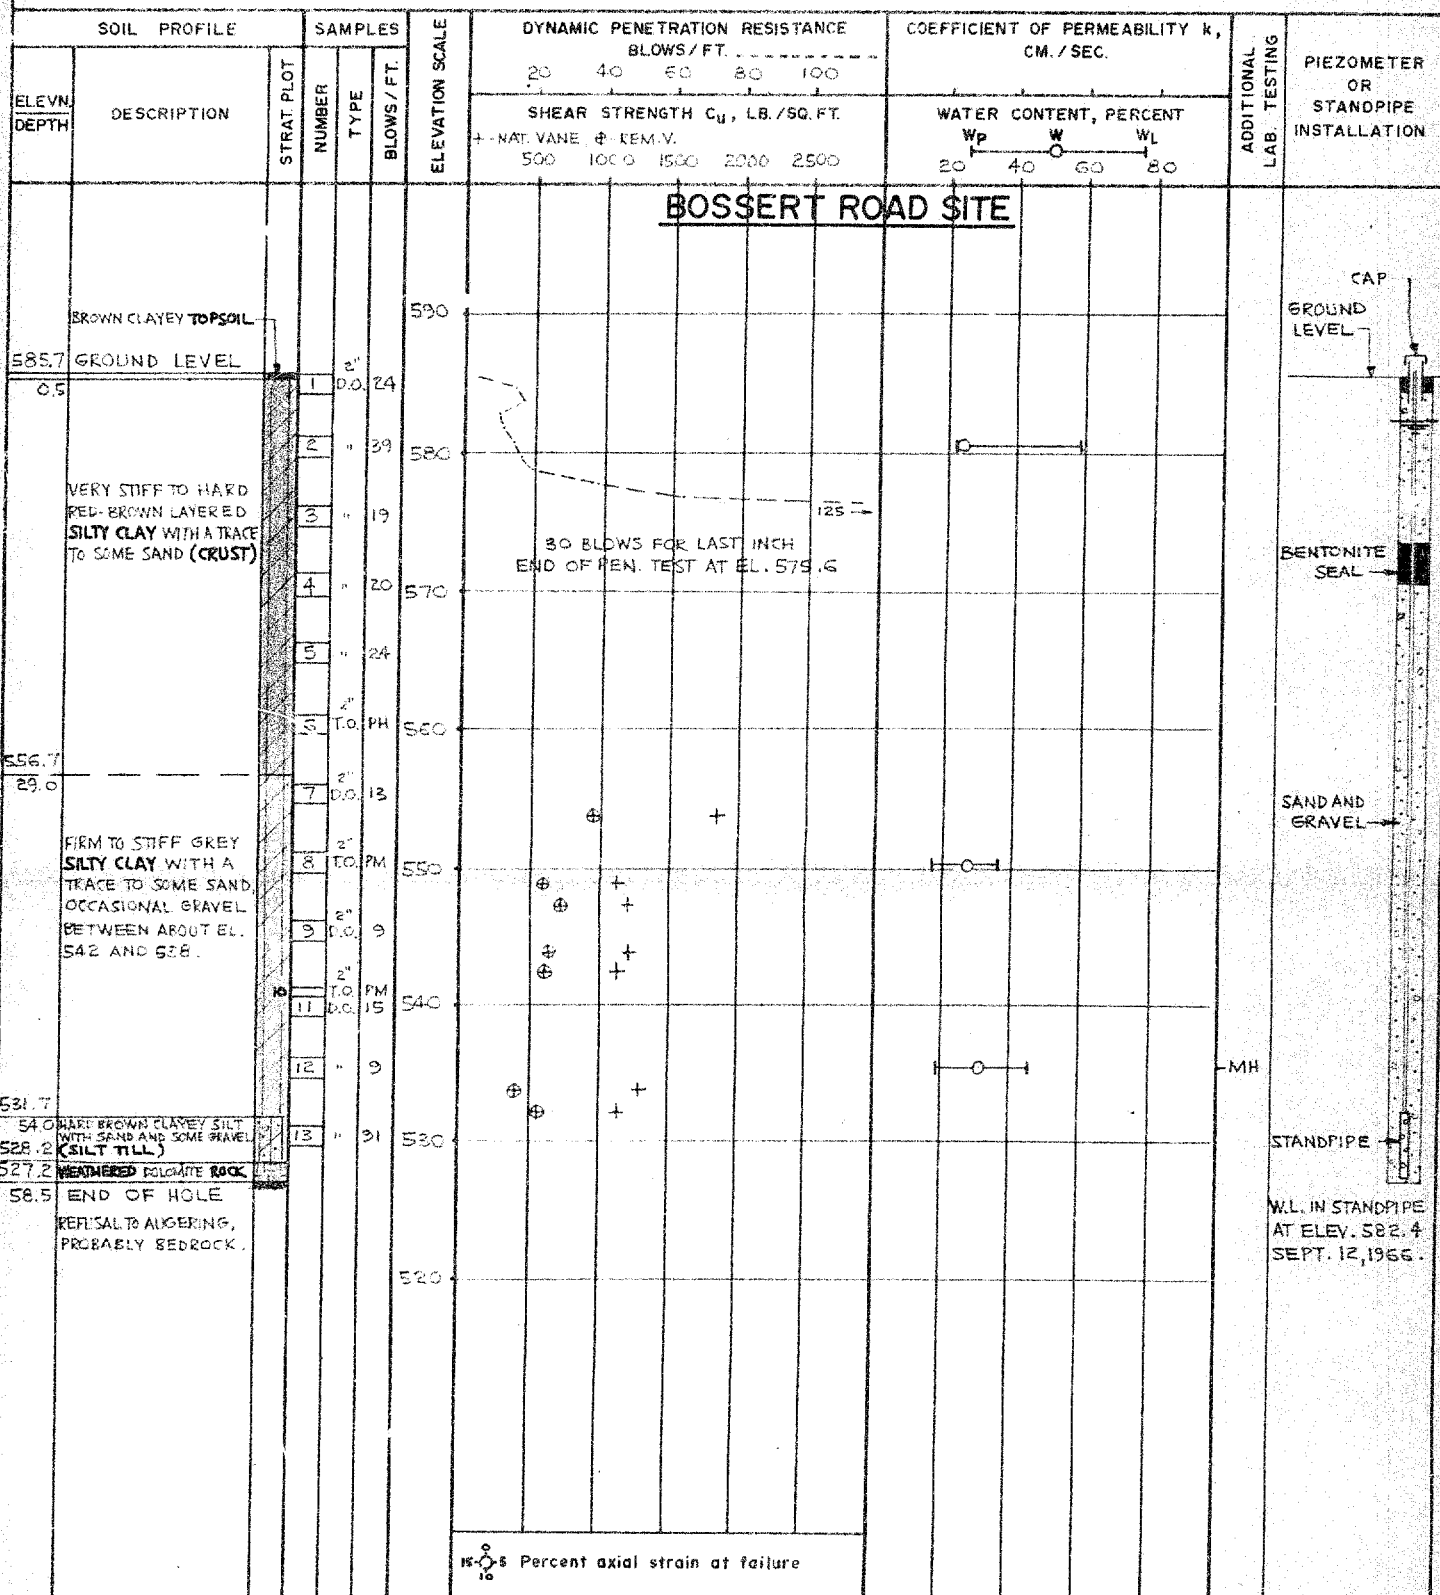 SOIL PROFILE
SAMPLES
ELEVN.
DEPTH
DESCRIPTION
STRAT. PLOT
NUMBER
TYPE
BLOWS / FT.
ELEVATION SCALE
DYNAMIC PENETRATION RESISTANCE
BLOWS / FT.
20 40 60 80 100
SHEAR STRENGTH Cu, LB./SQ. FT.
+ - NAT. VANE ⊕ - REM. V.
500 1000 1500 2000 2500
COEFFICIENT OF PERMEABILITY k,
CM. / SEC.
WATER CONTENT, PERCENT
Wp W WL
20 40 60 80
ADDITIONAL
LAB. TESTING
PIEZOMETER
OR
STANDPIPE
INSTALLATION
BOSSERT ROAD SITE
BROWN CLAYEY TOPSOIL
585.7 GROUND LEVEL
0.5
VERY STIFF TO HARD
RED-BROWN LAYERED
SILTY CLAY WITH A TRACE
TO SOME SAND (CRUST)
556.7
29.0
FIRM TO STIFF GREY
SILTY CLAY WITH A
TRACE TO SOME SAND,
OCCASIONAL GRAVEL
BETWEEN ABOUT EL.
542 AND 538.
531.7
54.0 HARD BROWN CLAYEY SILT
WITH SAND AND SOME GRAVEL
528.2 (SILT TILL)
527.2 WEATHERED DOLOMITE ROCK
58.5 END OF HOLE
REFUSAL TO AUGERING,
PROBABLY BEDROCK.
1 2" D.O. 24
2 " 39
3 " 19
4 " 20
5 " 24
6 2" T.O. PH
7 2" D.O. 13
8 2" T.O. PM
9 2" D.O. 9
10 2" T.O. PM
11 D.O. 15
12 " 9
13 " 31
590
580
570
560
550
540
530
520
125
30 BLOWS FOR LAST INCH
END OF PEN. TEST AT EL. 575.6
MH
CAP
GROUND
LEVEL
BENTONITE
SEAL
SAND AND
GRAVEL
STANDPIPE
W.L. IN STANDPIPE
AT ELEV. 582.4
SEPT. 12, 1966.
0
15 5 Percent axial strain at failure
10